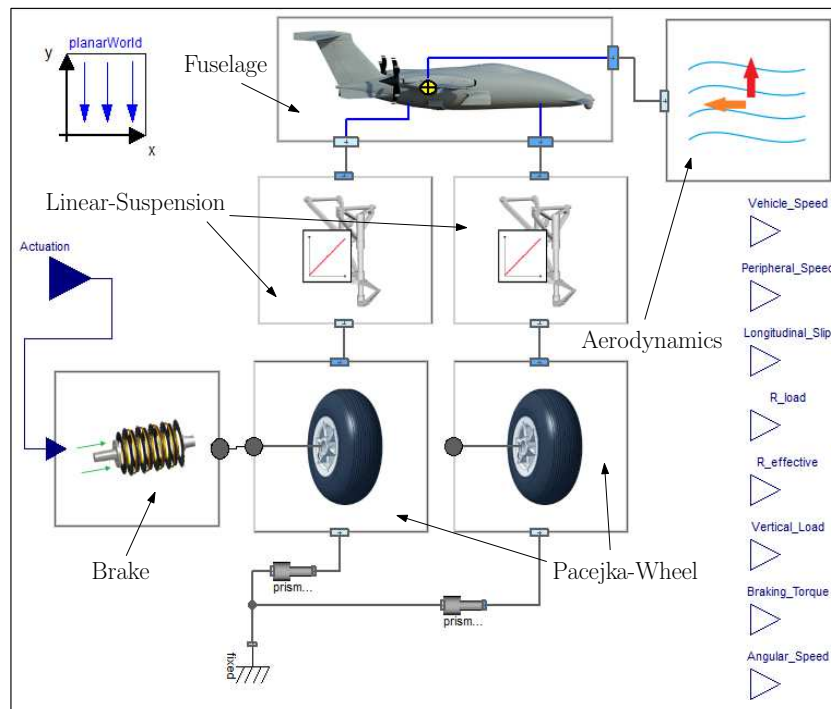 planarWorld
y
x
Fuselage
Linear-Suspension
Actuation
Aerodynamics
Vehicle_Speed
Peripheral_Speed
Longitudinal_Slip
R_load
R_effective
Vertical_Load
Braking_Torque
Angular_Speed
Brake
Pacejka-Wheel
prism...
prism...
fixed